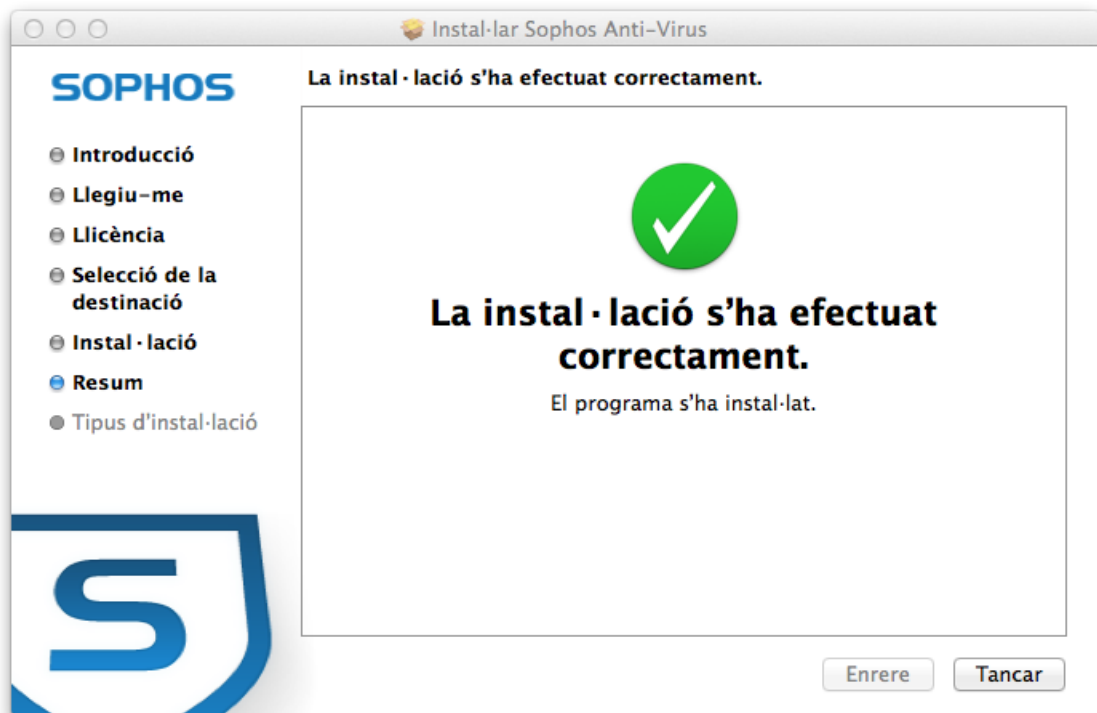 Instal·lar Sophos Anti-Virus
SOPHOS
La instal·lació s'ha efectuat correctament.
Introducció
Llegiu-me
Llicència
Selecció de la
destinació
Instal·lació
Resum
Tipus d'instal·lació
La instal·lació s'ha efectuat
correctament.
El programa s'ha instal·lat.
S
Enrere
Tancar